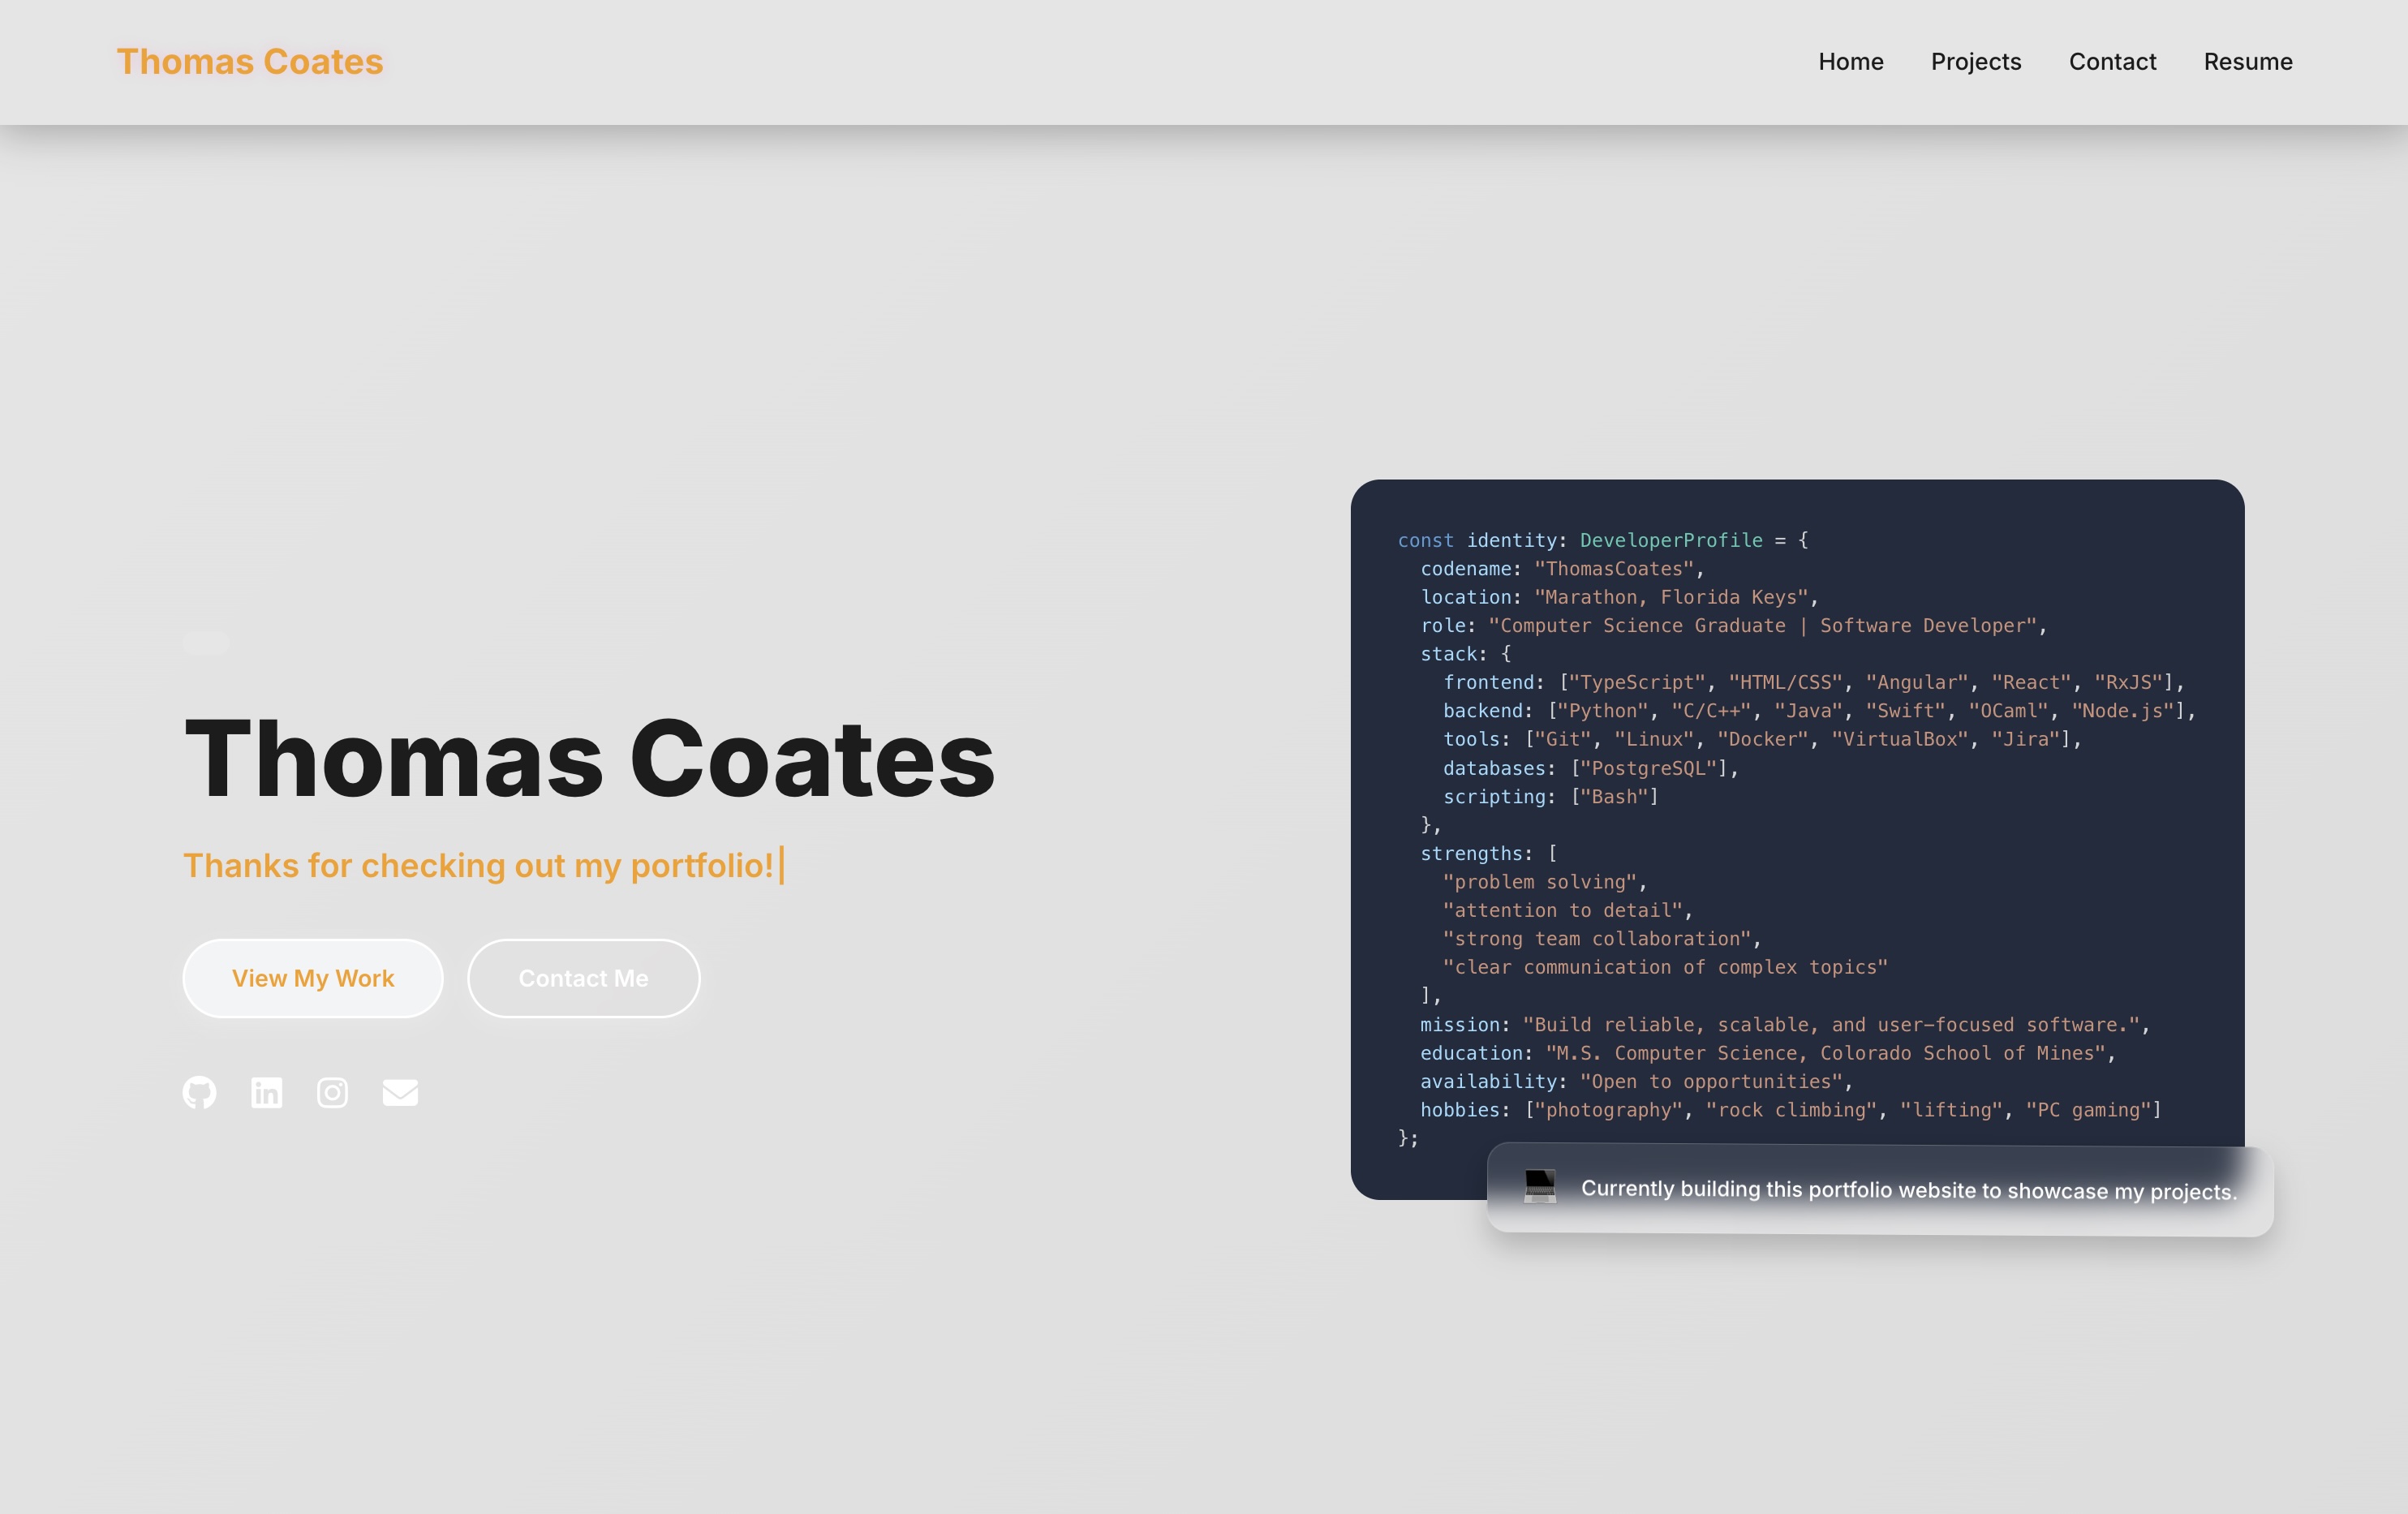 Thomas Coates
Home Projects Contact Resume
Thomas Coates
Thanks for checking out my portfolio!
View My Work
Contact Me
const identity: DeveloperProfile = {
  codename: "ThomasCoates",
  location: "Marathon, Florida Keys",
  role: "Computer Science Graduate | Software Developer",
  stack: {
    frontend: ["TypeScript", "HTML/CSS", "Angular", "React", "RxJS"],
    backend: ["Python", "C/C++", "Java", "Swift", "OCaml", "Node.js"],
    tools: ["Git", "Linux", "Docker", "VirtualBox", "Jira"],
    databases: ["PostgreSQL"],
    scripting: ["Bash"]
  },
  strengths: [
    "problem solving",
    "attention to detail",
    "strong team collaboration",
    "clear communication of complex topics"
  ],
  mission: "Build reliable, scalable, and user-focused software.",
  education: "M.S. Computer Science, Colorado School of Mines",
  availability: "Open to opportunities",
  hobbies: ["photography", "rock climbing", "lifting", "PC gaming"]
};
Currently building this portfolio website to showcase my projects.